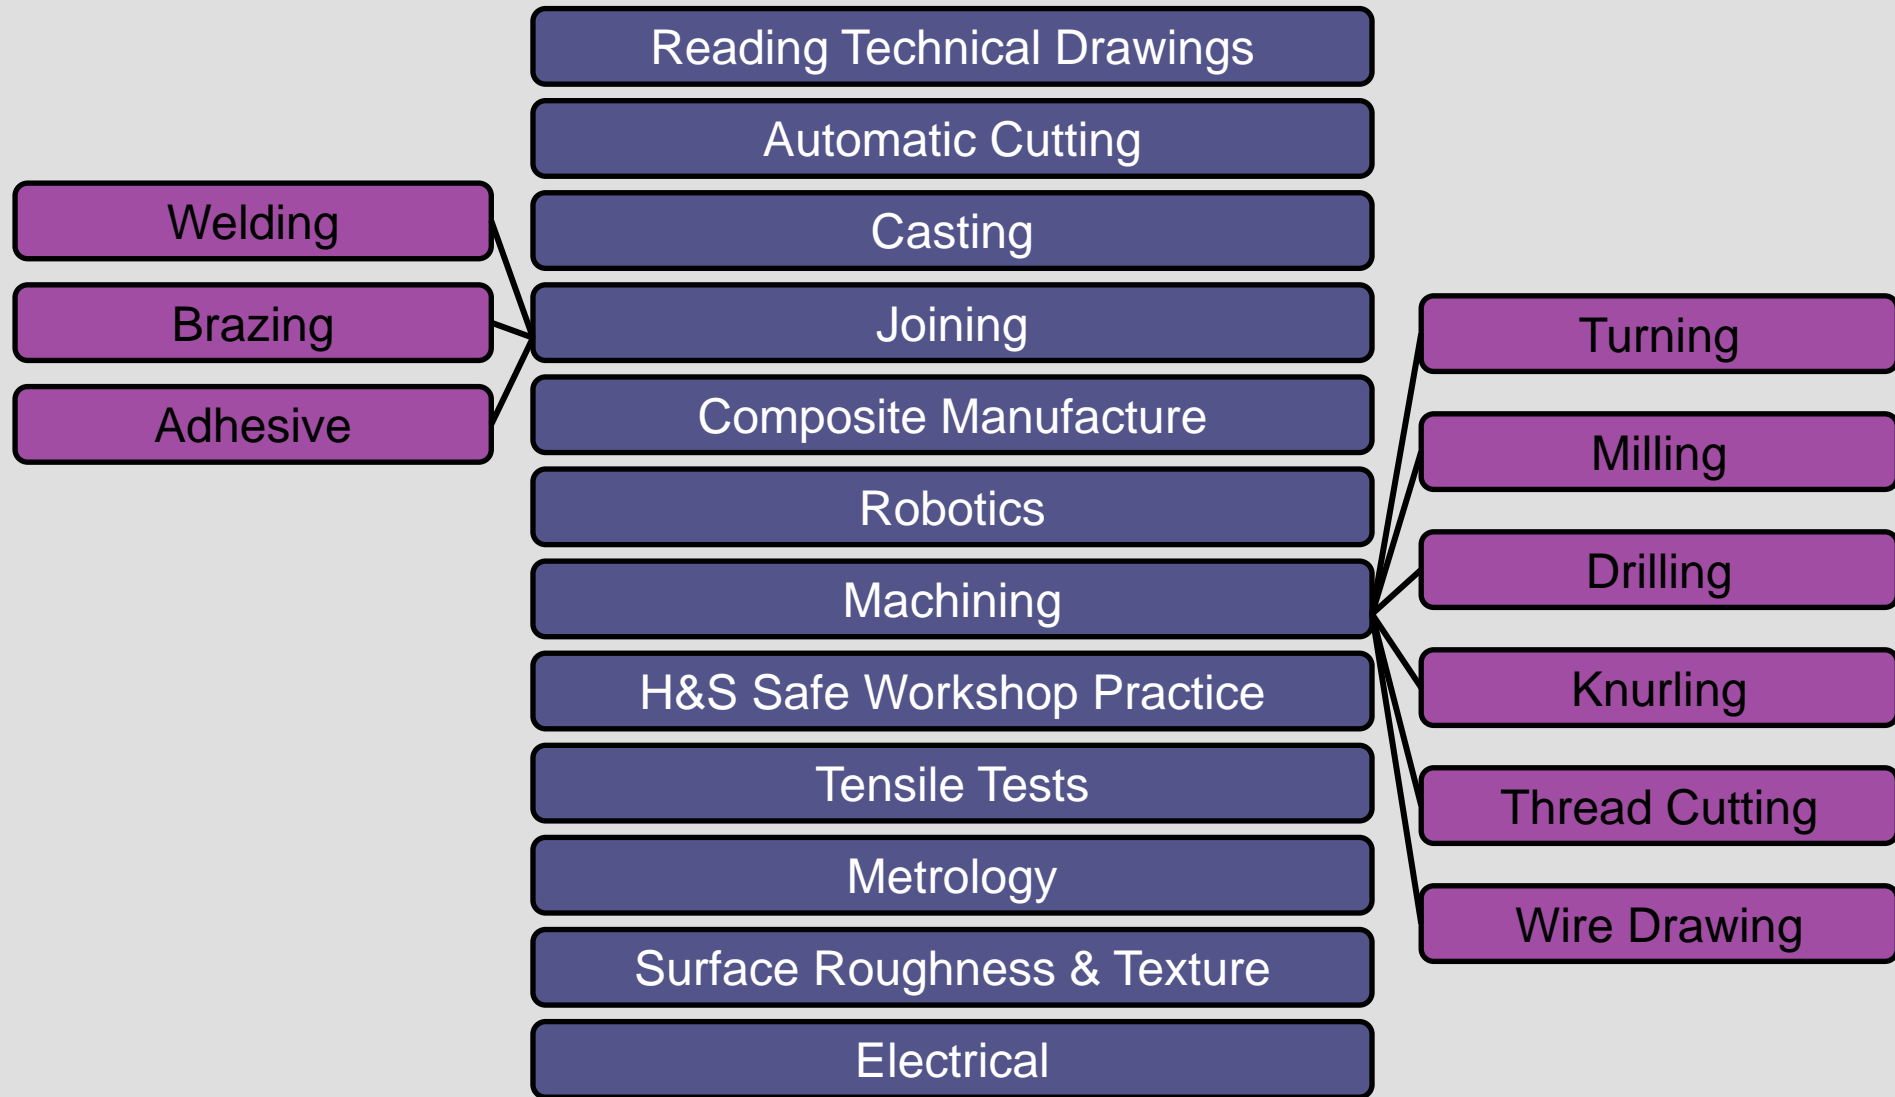 Reading Technical Drawings
Automatic Cutting
Casting
Joining
Composite Manufacture
Robotics
Machining
H&S Safe Workshop Practice
Tensile Tests
Metrology
Surface Roughness & Texture
Electrical
Welding
Brazing
Adhesive
Turning
Milling
Drilling
Knurling
Thread Cutting
Wire Drawing